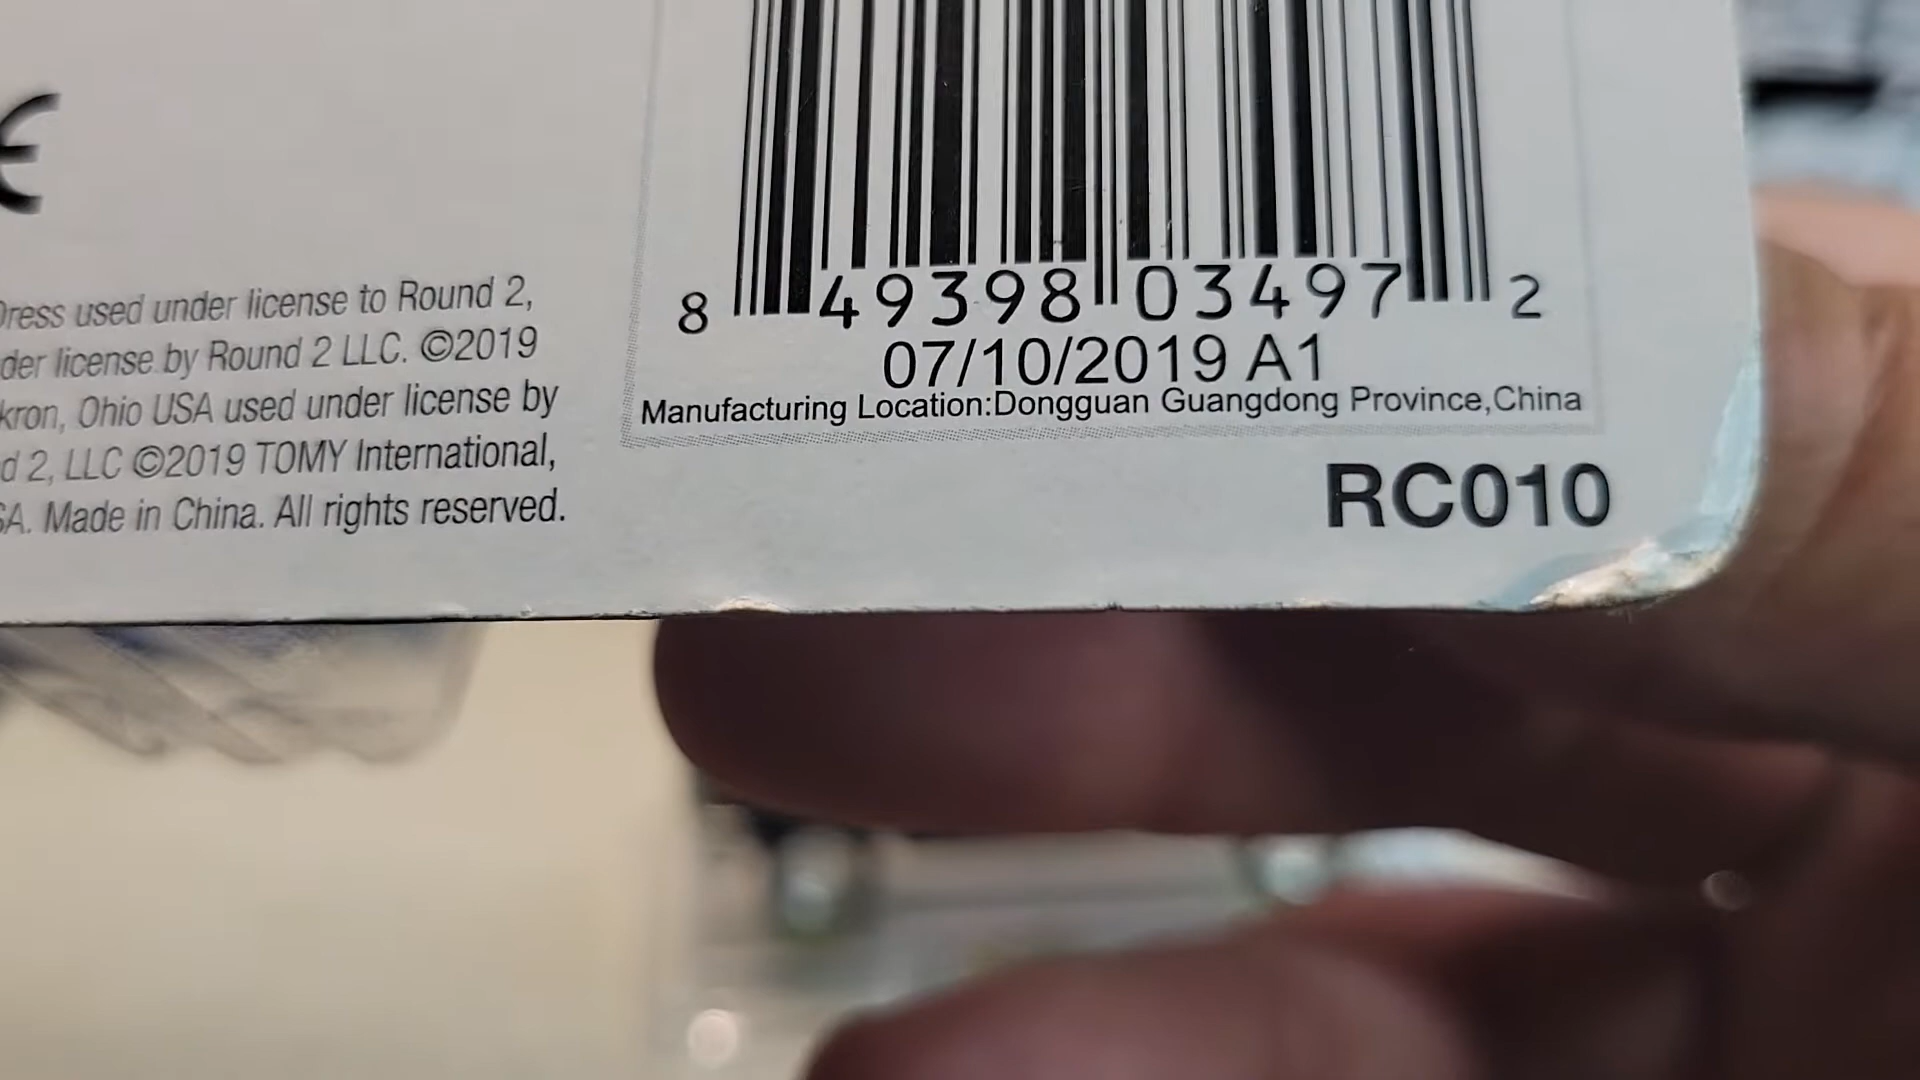 CE
Dress used under license to Round 2,
der license by Round 2 LLC. ©2019
kron, Ohio USA used under license by
d 2, LLC ©2019 TOMY International,
SA. Made in China. All rights reserved.
8 49398 03497 2
07/10/2019 A1
Manufacturing Location:Dongguan Guangdong Province,China
RC010